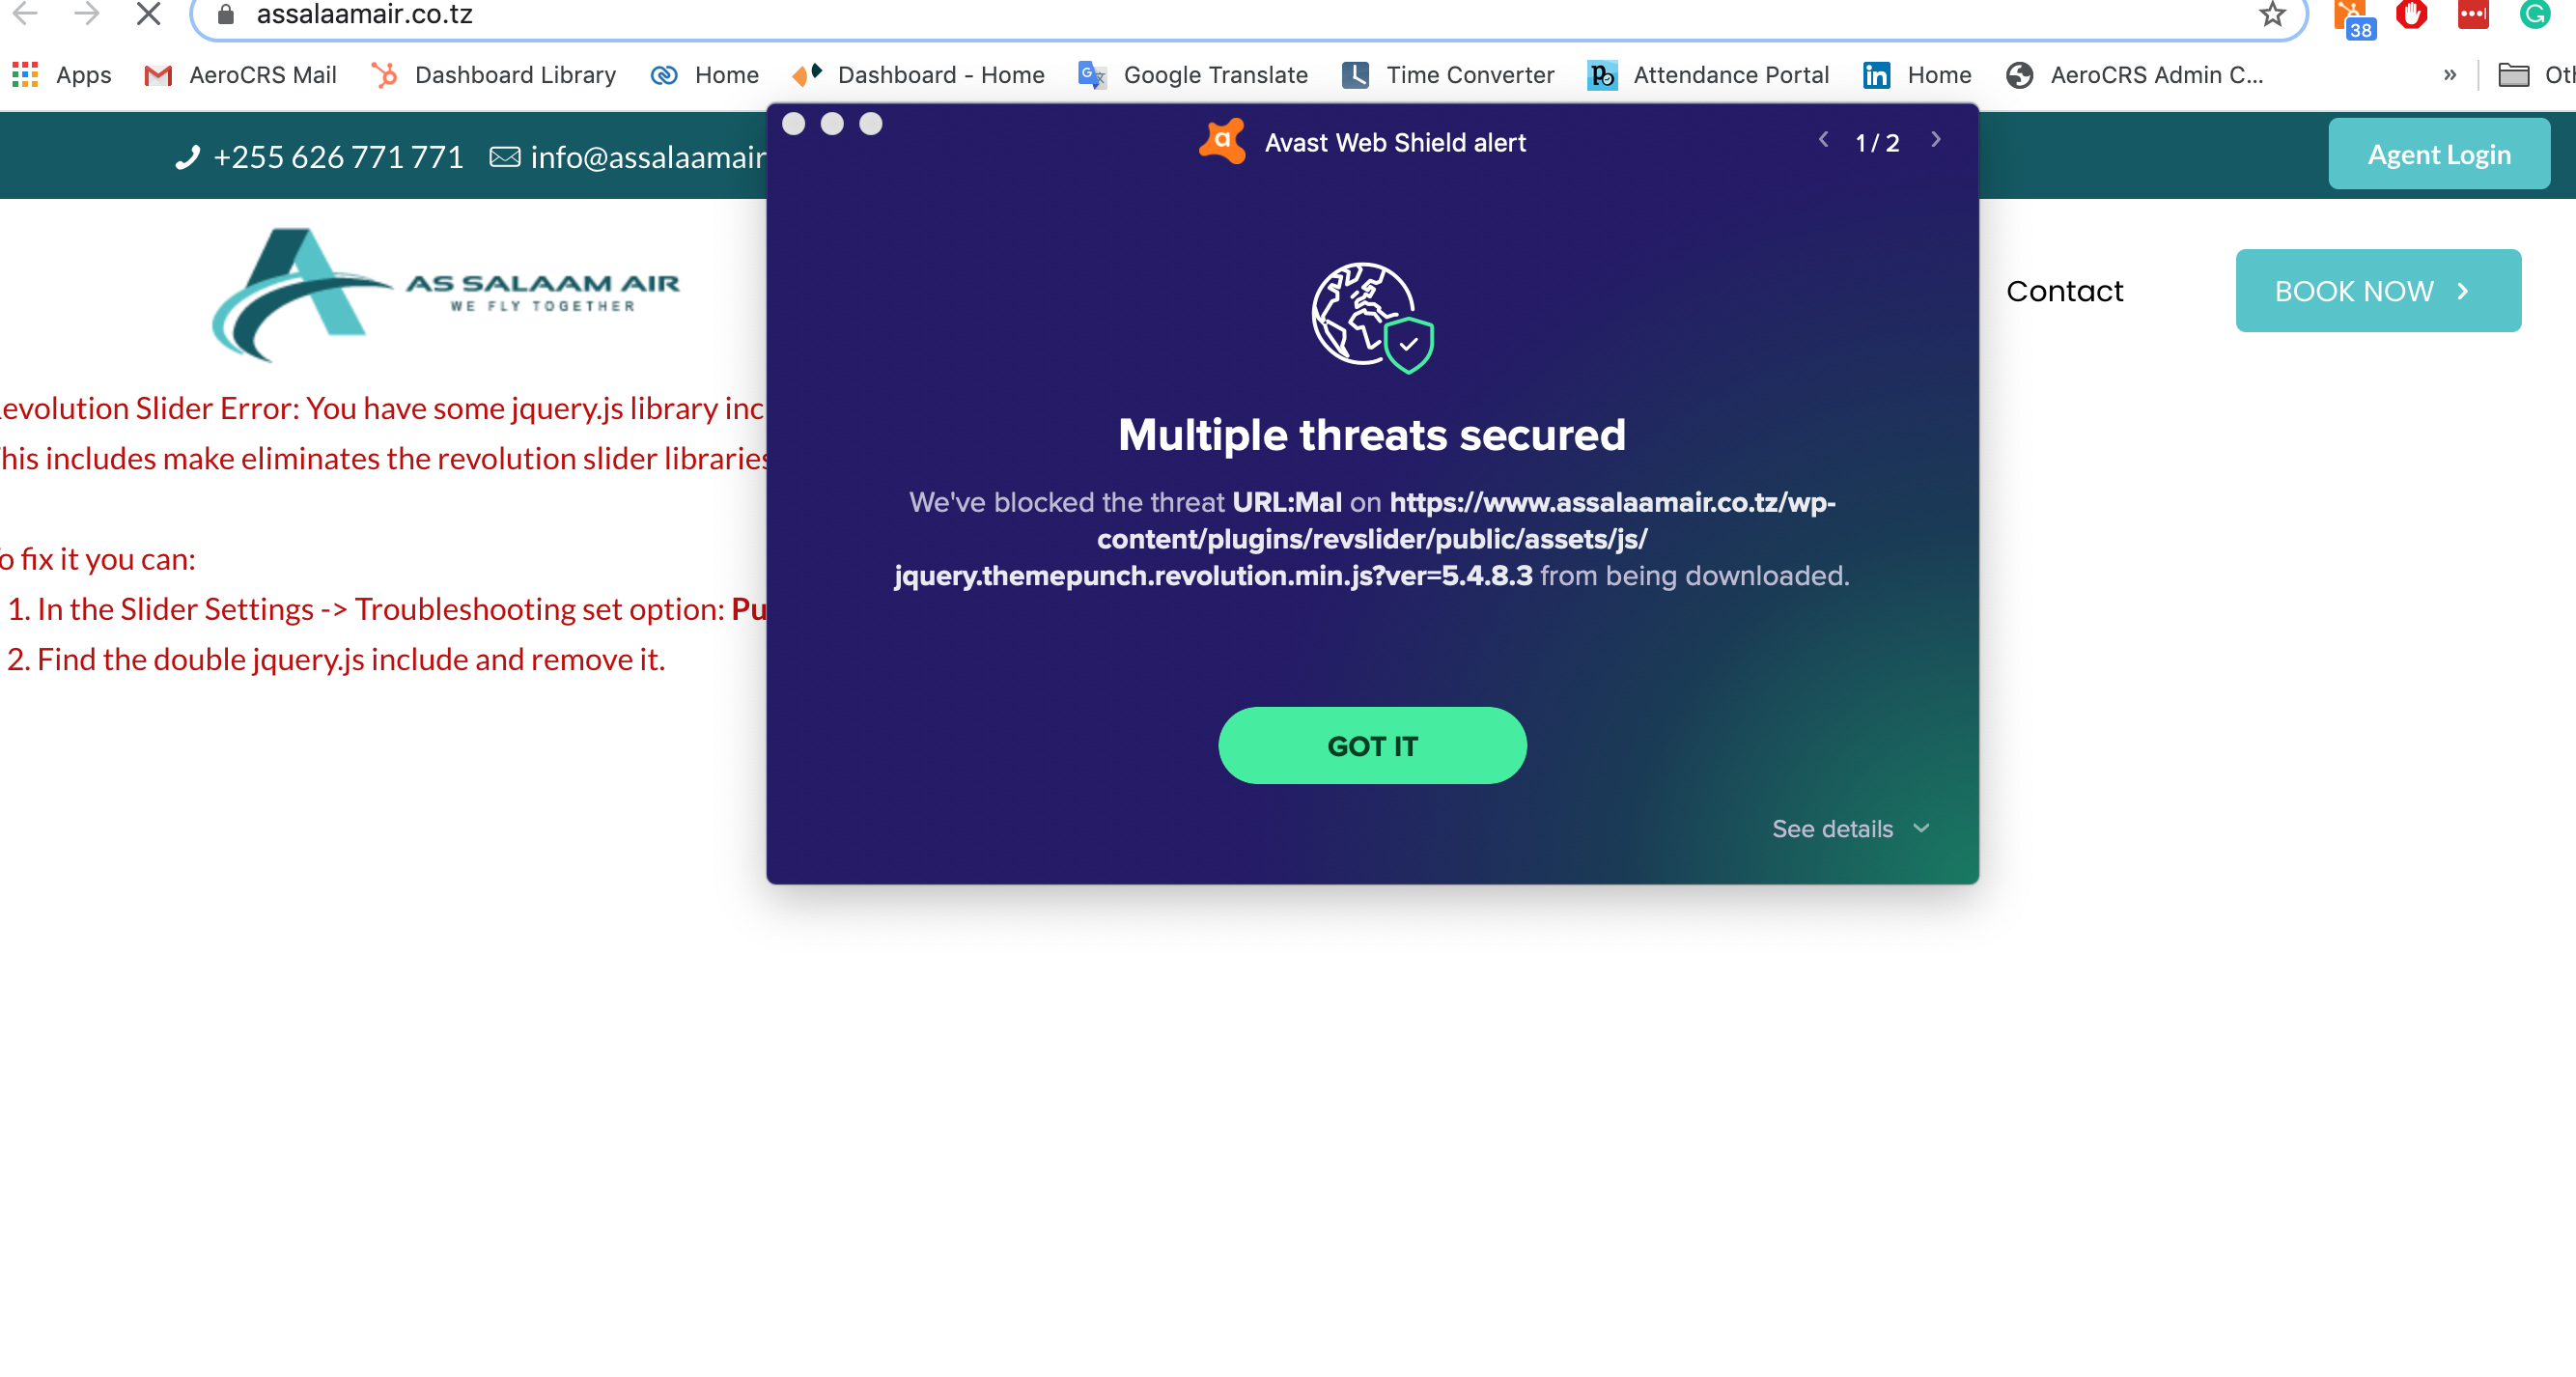 assalaamair.co.tz
38
Apps
AeroCRS Mail
Dashboard Library
Home
Dashboard - Home
Google Translate
Time Converter
Attendance Portal
Home
AeroCRS Admin C...
»
+255 626 771 771
info@assalaamair
Agent Login
AS SALAAM AIR
WE FLY TOGETHER
Contact
BOOK NOW
evolution Slider Error: You have some jquery.js library inc
his includes make eliminates the revolution slider libraries
o fix it you can:
1. In the Slider Settings -> Troubleshooting set option: Pu
2. Find the double jquery.js include and remove it.
Avast Web Shield alert
1 / 2
Multiple threats secured
We've blocked the threat URL:Mal on https://www.assalaamair.co.tz/wp-
content/plugins/revslider/public/assets/js/
jquery.themepunch.revolution.min.js?ver=5.4.8.3 from being downloaded.
GOT IT
See details